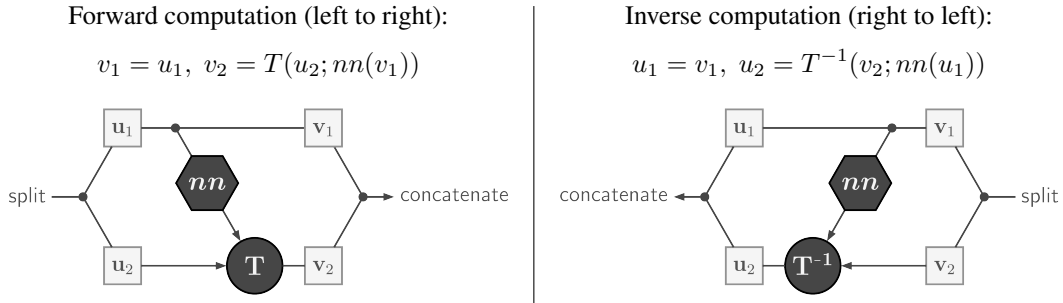 Forward computation (left to right):
v₁ = u₁, v₂ = T(u₂; nn(v₁))
u₁
v₁
nn
split
concatenate
u₂
T
v₂
Inverse computation (right to left):
u₁ = v₁, u₂ = T⁻¹(v₂; nn(u₁))
u₁
v₁
nn
concatenate
split
u₂
T⁻¹
v₂